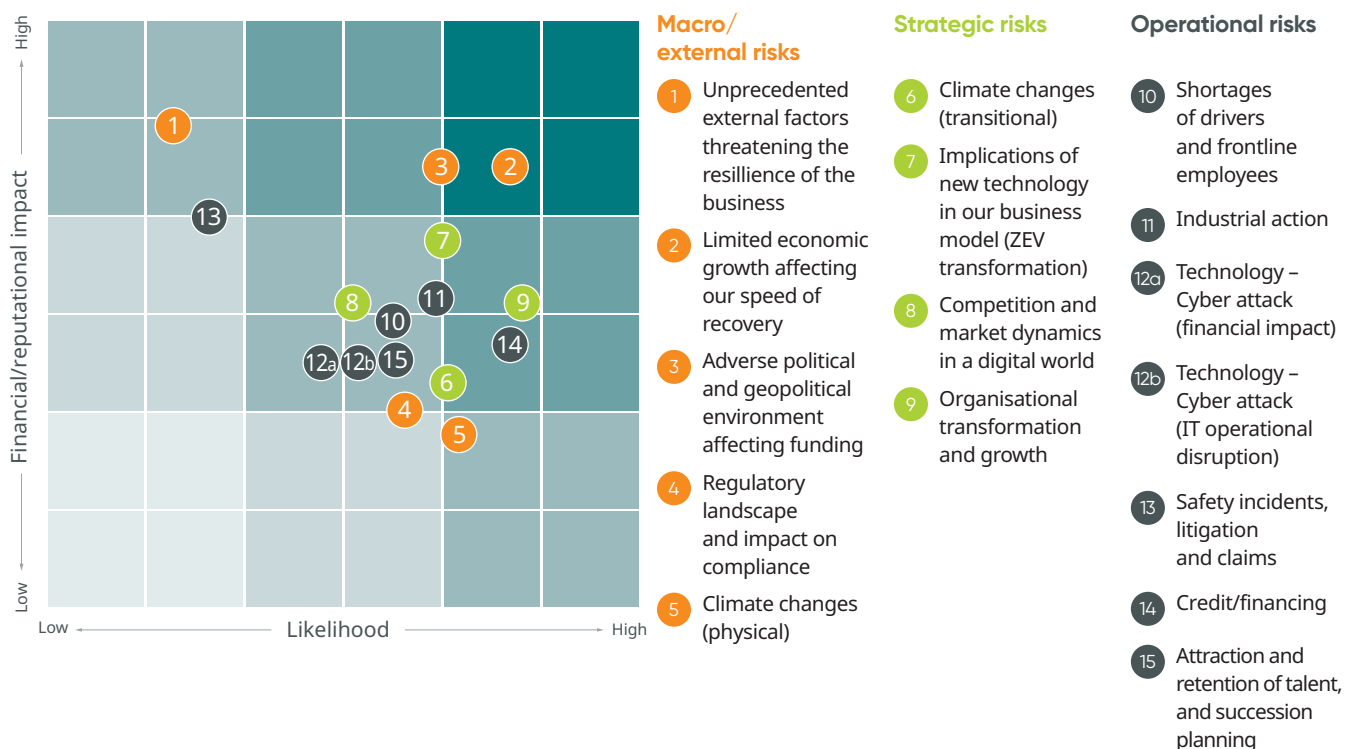 High
Financial/reputational impact
Low
1
2
3
13
7
8
11
9
10
14
12a
12b
15
6
4
5
Low
Likelihood
High
Macro/
external risks
1
Unprecedented
external factors
threatening the
resillience of the
business
2
Limited economic
growth affecting
our speed of
recovery
3
Adverse political
and geopolitical
environment
affecting funding
4
Regulatory
landscape
and impact on
compliance
5
Climate changes
(physical)
Strategic risks
6
Climate changes
(transitional)
7
Implications of
new technology
in our business
model (ZEV
transformation)
8
Competition and
market dynamics
in a digital world
9
Organisational
transformation
and growth
Operational risks
10
Shortages
of drivers
and frontline
employees
11
Industrial action
12a
Technology –
Cyber attack
(financial impact)
12b
Technology –
Cyber attack
(IT operational
disruption)
13
Safety incidents,
litigation
and claims
14
Credit/financing
15
Attraction and
retention of talent,
and succession
planning